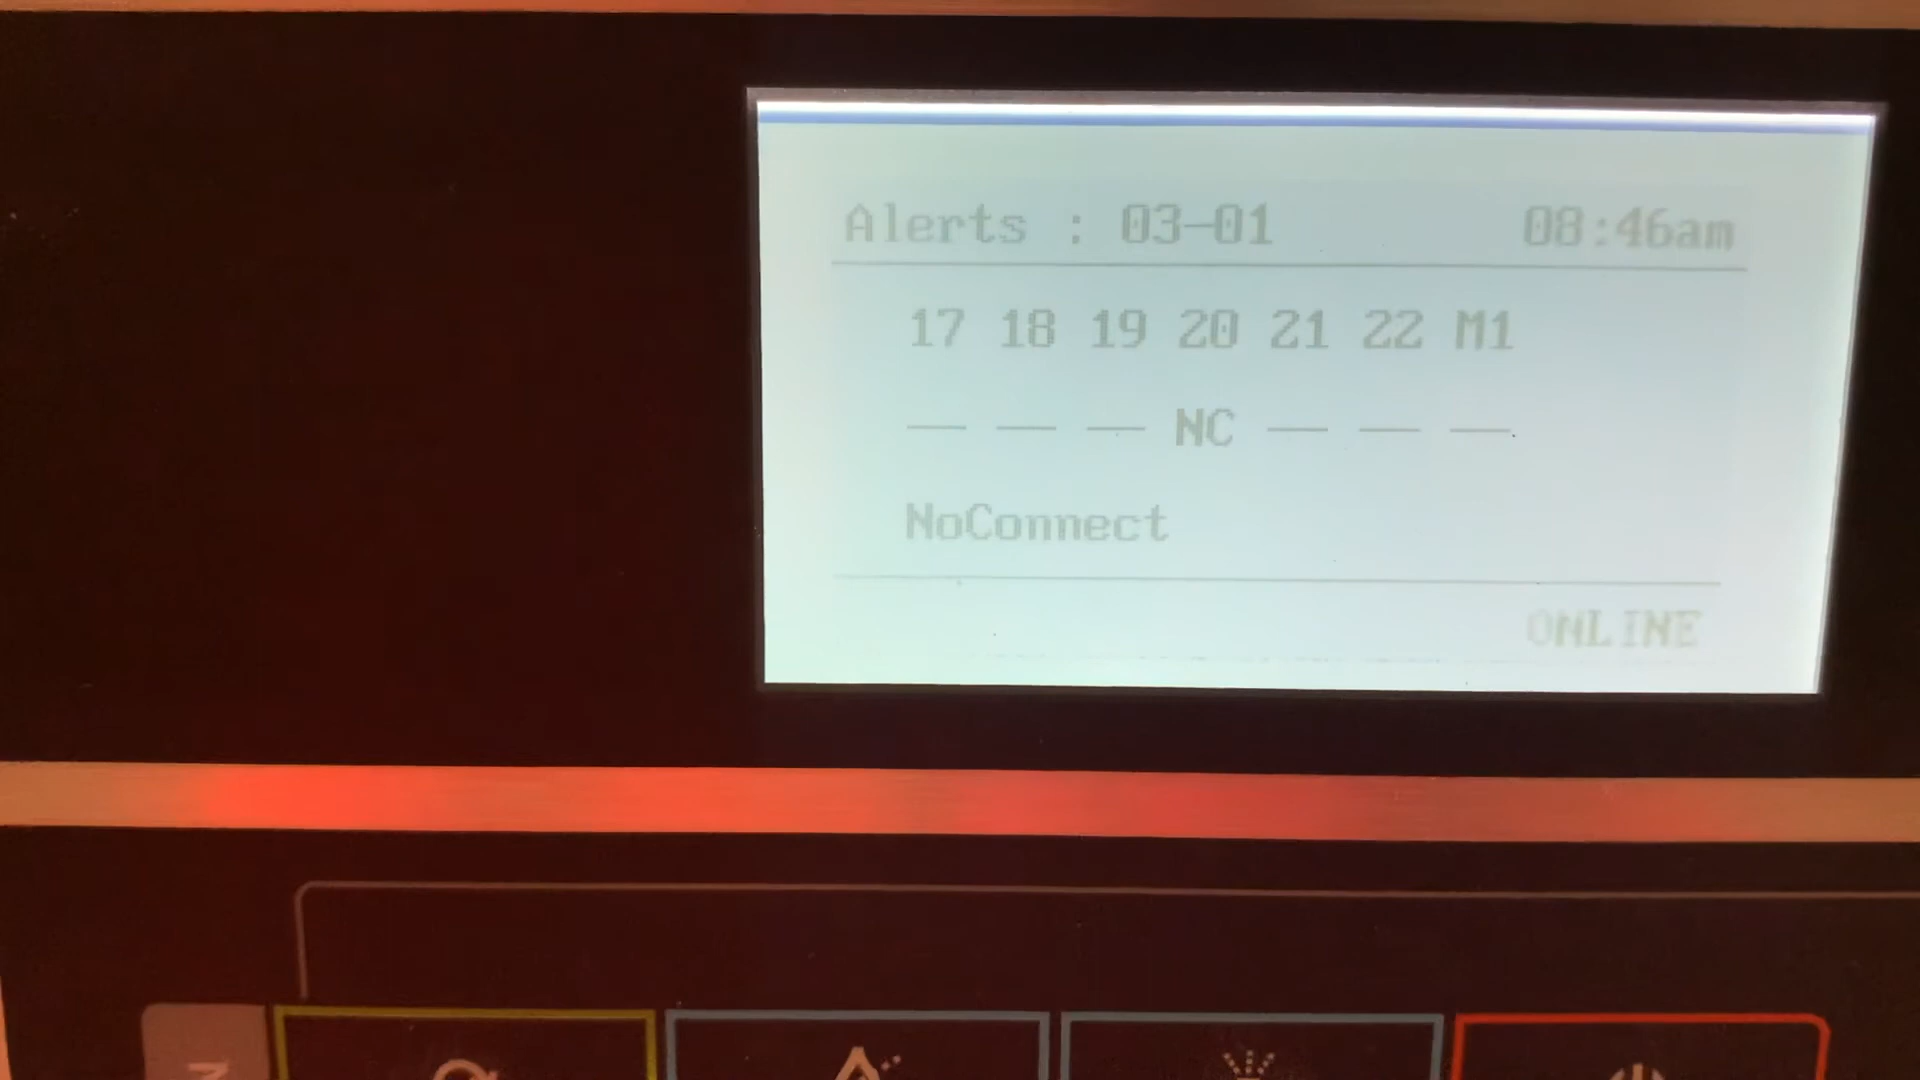 Alerts : 03-01 08:46am
17 18 19 20 21 22 M1
— — — NC — — —
NoConnect
ONLINE